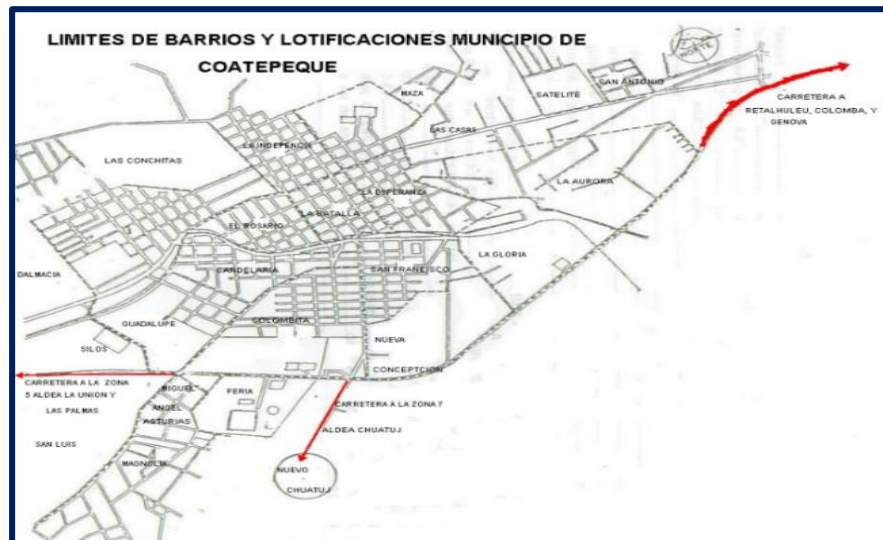 LIMITES DE BARRIOS Y LOTIFICACIONES MUNICIPIO DE
COATEPEQUE
NORTE
SAN ANTONIO
SATELITE
MAZA
CARRETERA A
RETALHULEU, COLOMBA, Y
GENOVA
LAS CASAS
LA INDEPENCIA
LAS CONCHITAS
LA AURORA
LA ESPERANZA
LA BATALLA
EL ROSARIO
LA GLORIA
DALMACIA
CANDELARIA
SAN FRANCISCO
GUADALUPE
COLOMBITA
NUEVA
CONCEPTCION
SILOS
CARRETERA A LA ZONA
5 ALDEA LA UNION Y
LAS PALMAS
SAN LUIS
MIGUEL
ANGEL
ASTURIAS
FERIA
CARRETERA A LA ZONA 7
ALDEA CHUATUJ
MAGNOLIA
NUEVO
CHUATUJ